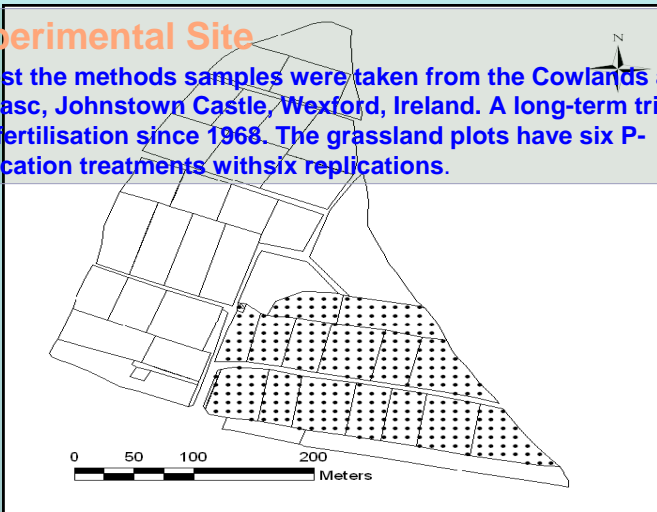 perimental Site
N
st the methods samples were taken from the Cowlands a
asc, Johnstown Castle, Wexford, Ireland. A long-term tri
fertilisation since 1968. The grassland plots have six P-
cation treatments withsix replications.
0 50 100 200
Meters